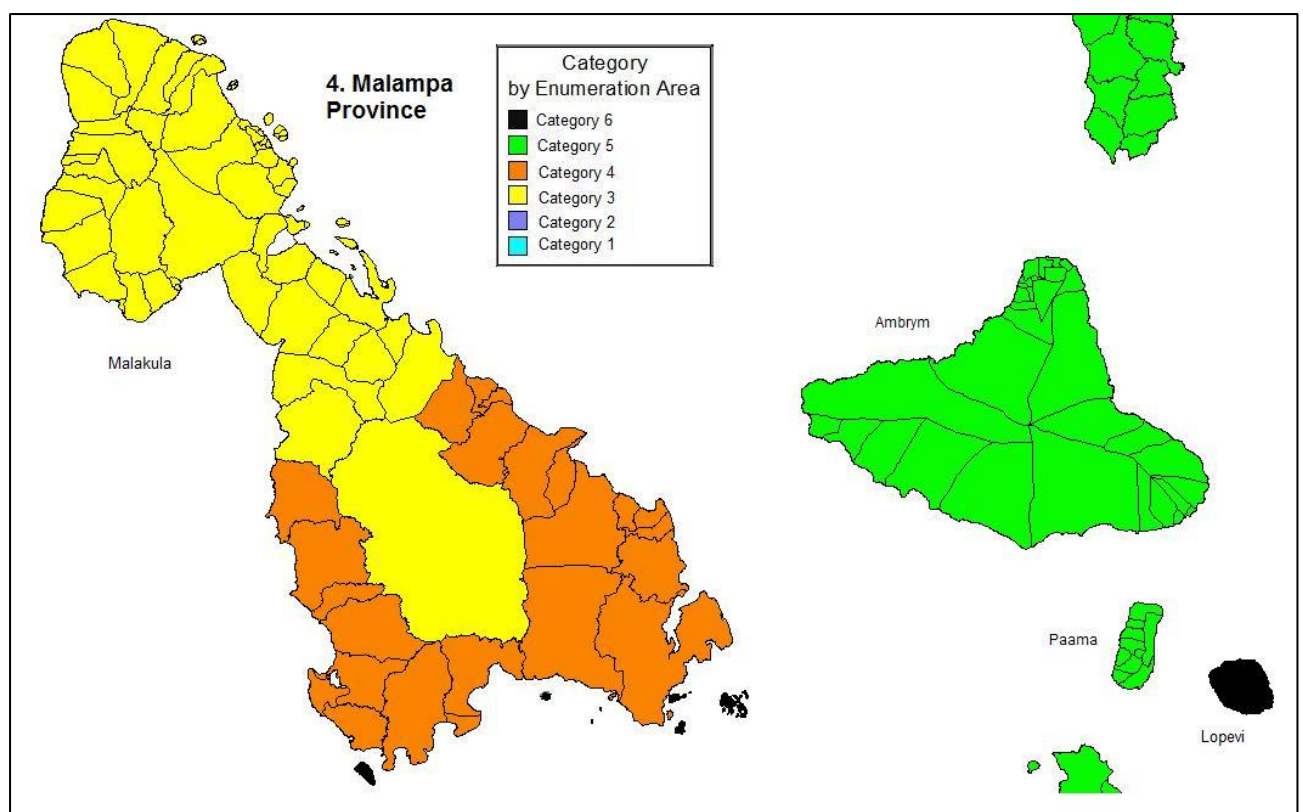 4. Malampa
Province
Category
by Enumeration Area
Category 6
Category 5
Category 4
Category 3
Category 2
Category 1
Malakula
Ambrym
Paama
Lopevi